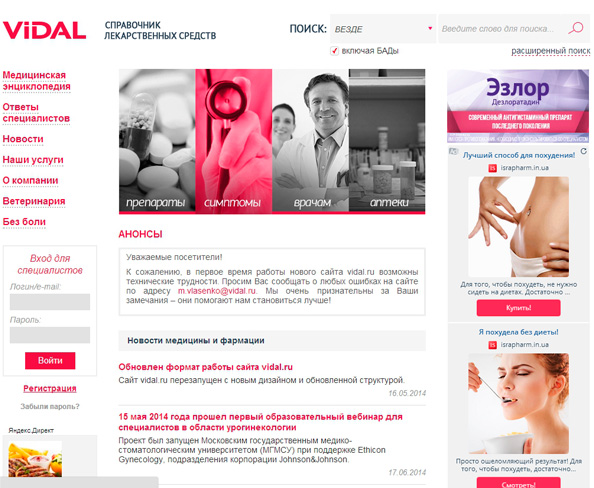 ViDAL
СПРАВОЧНИК
ЛЕКАРСТВЕННЫХ СРЕДСТВ
ПОИСК:
ВЕЗДЕ
Введите слово для поиска...
включая БАДы
расширенный поиск
Медицинская
энциклопедия
Ответы
специалистов
Новости
Наши услуги
О компании
Ветеринария
Без боли
Вход для
специалистов
Логин/e-mail:
Пароль:
Войти
Регистрация
Забыли пароль?
Яндекс.Директ
препараты
симптомы
врачам
аптеки
АНОНСЫ
Уважаемые посетители!
К сожалению, в первое время работы нового сайта vidal.ru возможны
технические трудности. Просим Вас сообщать о любых ошибках на сайте
по адресу m.vlasenko@vidal.ru. Мы очень признательны за Ваши
замечания – они помогают нам становиться лучше!
Новости медицины и фармации
Обновлен формат работы сайта vidal.ru
Сайт vidal.ru перезапущен с новым дизайном и обновленной структурой.
16.05.2014
15 мая 2014 года прошел первый образовательный вебинар для
специалистов в области урогинекологии
Проект был запущен Московским государственным медико-
стоматологическим университетом (МГМСУ) при поддержке Ethicon
Gynecology, подразделения корпорации Johnson&Johnson.
17.06.2014
Эзлор
Дезлоратадин
СОВРЕМЕННЫЙ АНТИГИСТАМИННЫЙ ПРЕПАРАТ
ПОСЛЕДНЕГО ПОКОЛЕНИЯ
Лучший способ для похудения!
israpharm.in.ua
Для того, чтобы похудеть, не нужно
сидеть на диетах. Достаточно ...
Купить!
Я похудела без диеты!
israpharm.in.ua
Просто ошеломляющий результат! Для
того, чтобы похудеть, достаточно...
Смотреть!